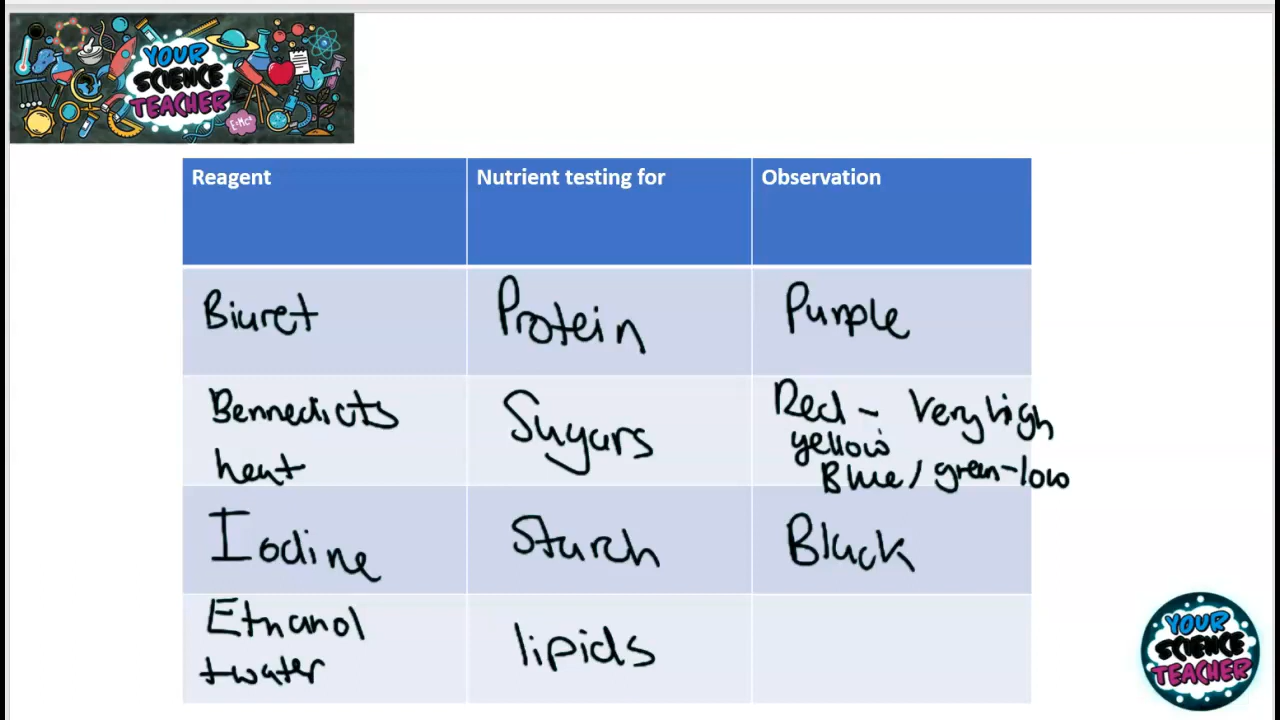 YOUR
SCIENCE
TEACHER
E=MC²
Reagent
Nutrient testing for
Observation
Biuret
Protein
Purple
Bennedicts
heat
Sugars
Red - Very high
yellow
Blue / green - low
Iodine
Starch
Black
Ethanol
+ water
lipids
YOUR
SCIENCE
TEACHER